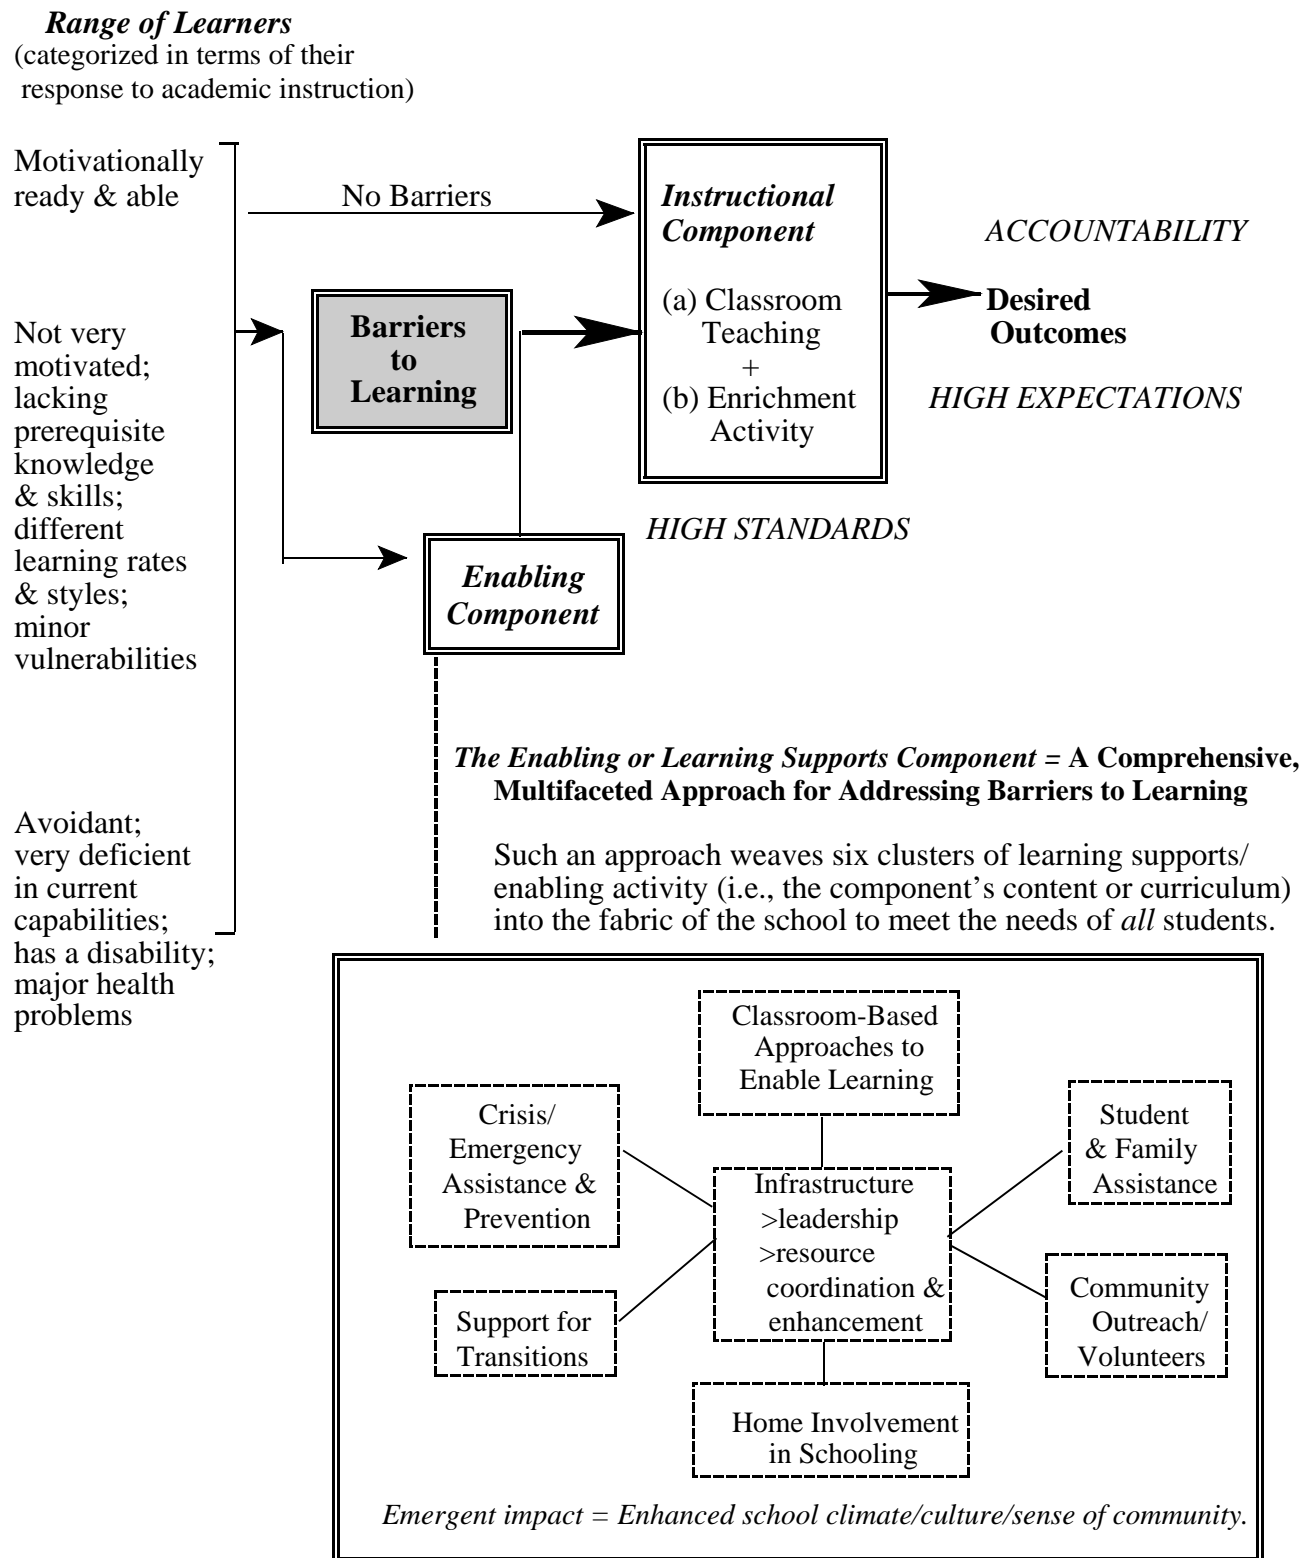 Range of Learners
(categorized in terms of their
response to academic instruction)
Motivationally
ready & able
No Barriers
Instructional
Component
(a) Classroom
Teaching
+
(b) Enrichment
Activity
ACCOUNTABILITY
Desired
Outcomes
HIGH EXPECTATIONS
Barriers
to
Learning
Not very
motivated;
lacking
prerequisite
knowledge
& skills;
different
learning rates
& styles;
minor
vulnerabilities
HIGH STANDARDS
Enabling
Component
The Enabling or Learning Supports Component = A Comprehensive,
Multifaceted Approach for Addressing Barriers to Learning
Avoidant;
very deficient
in current
capabilities;
has a disability;
major health
problems
Such an approach weaves six clusters of learning supports/
enabling activity (i.e., the component’s content or curriculum)
into the fabric of the school to meet the needs of all students.
Classroom-Based
Approaches to
Enable Learning
Crisis/
Emergency
Assistance &
Prevention
Student
& Family
Assistance
Infrastructure
>leadership
>resource
coordination &
enhancement
Support for
Transitions
Community
Outreach/
Volunteers
Home Involvement
in Schooling
Emergent impact = Enhanced school climate/culture/sense of community.